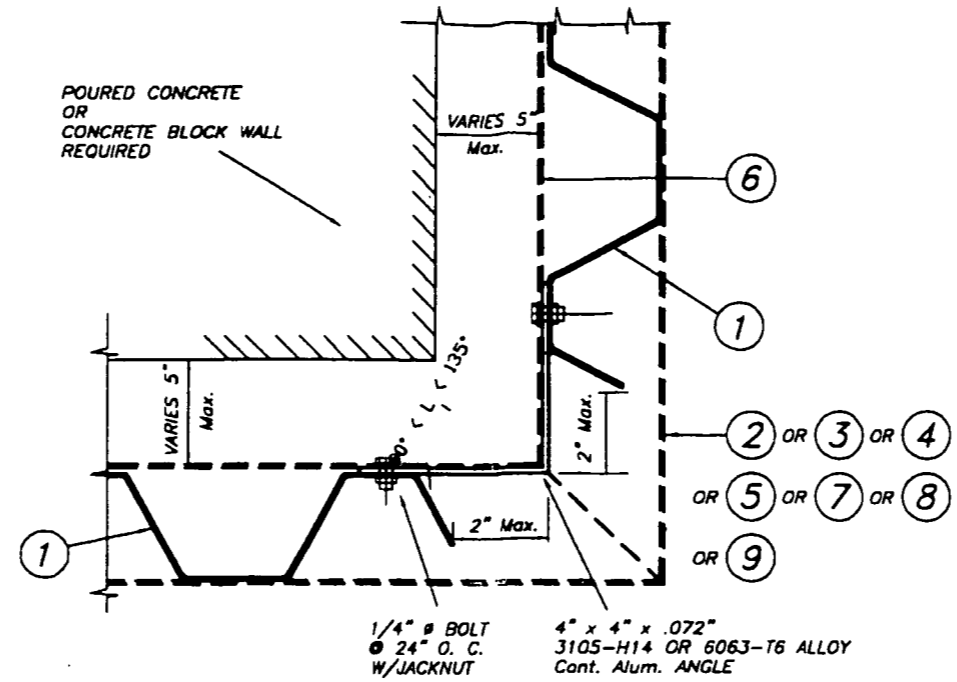 POURED CONCRETE
OR
CONCRETE BLOCK WALL
REQUIRED
VARIES 5"
Max.
6
1
VARIES 5"
Max.
< L < 135°
2" Max.
2 OR 3 OR 4
OR 5 OR 7 OR 8
OR 9
1
2" Max.
1/4" ø BOLT
@ 24" O. C.
W/JACKNUT
4" x 4" x .072"
3105-H14 OR 6063-T6 ALLOY
Cont. Alum. ANGLE